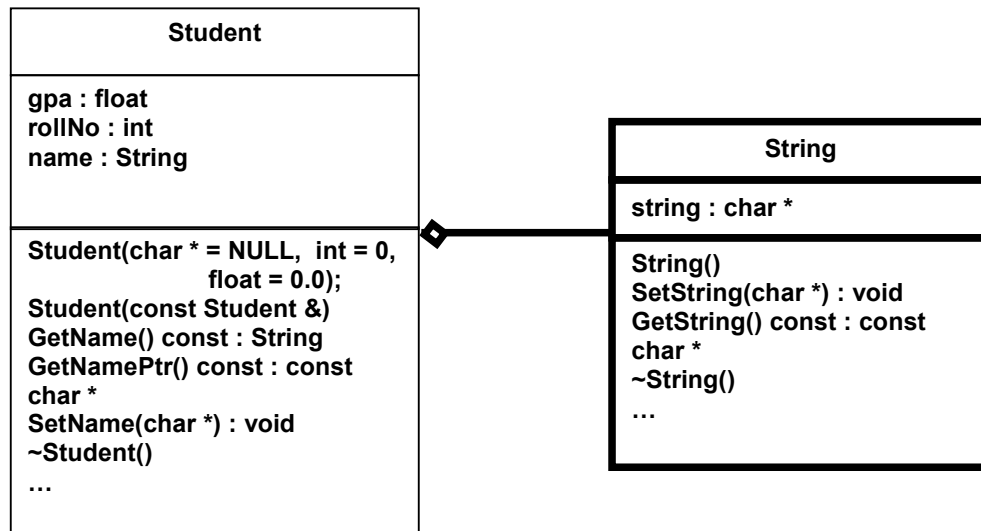 Student
gpa : float
rollNo : int
name : String
Student(char * = NULL, int = 0,
float = 0.0);
Student(const Student &)
GetName() const : String
GetNamePtr() const : const
char *
SetName(char *) : void
~Student()
…
String
string : char *
String()
SetString(char *) : void
GetString() const : const
char *
~String()
…